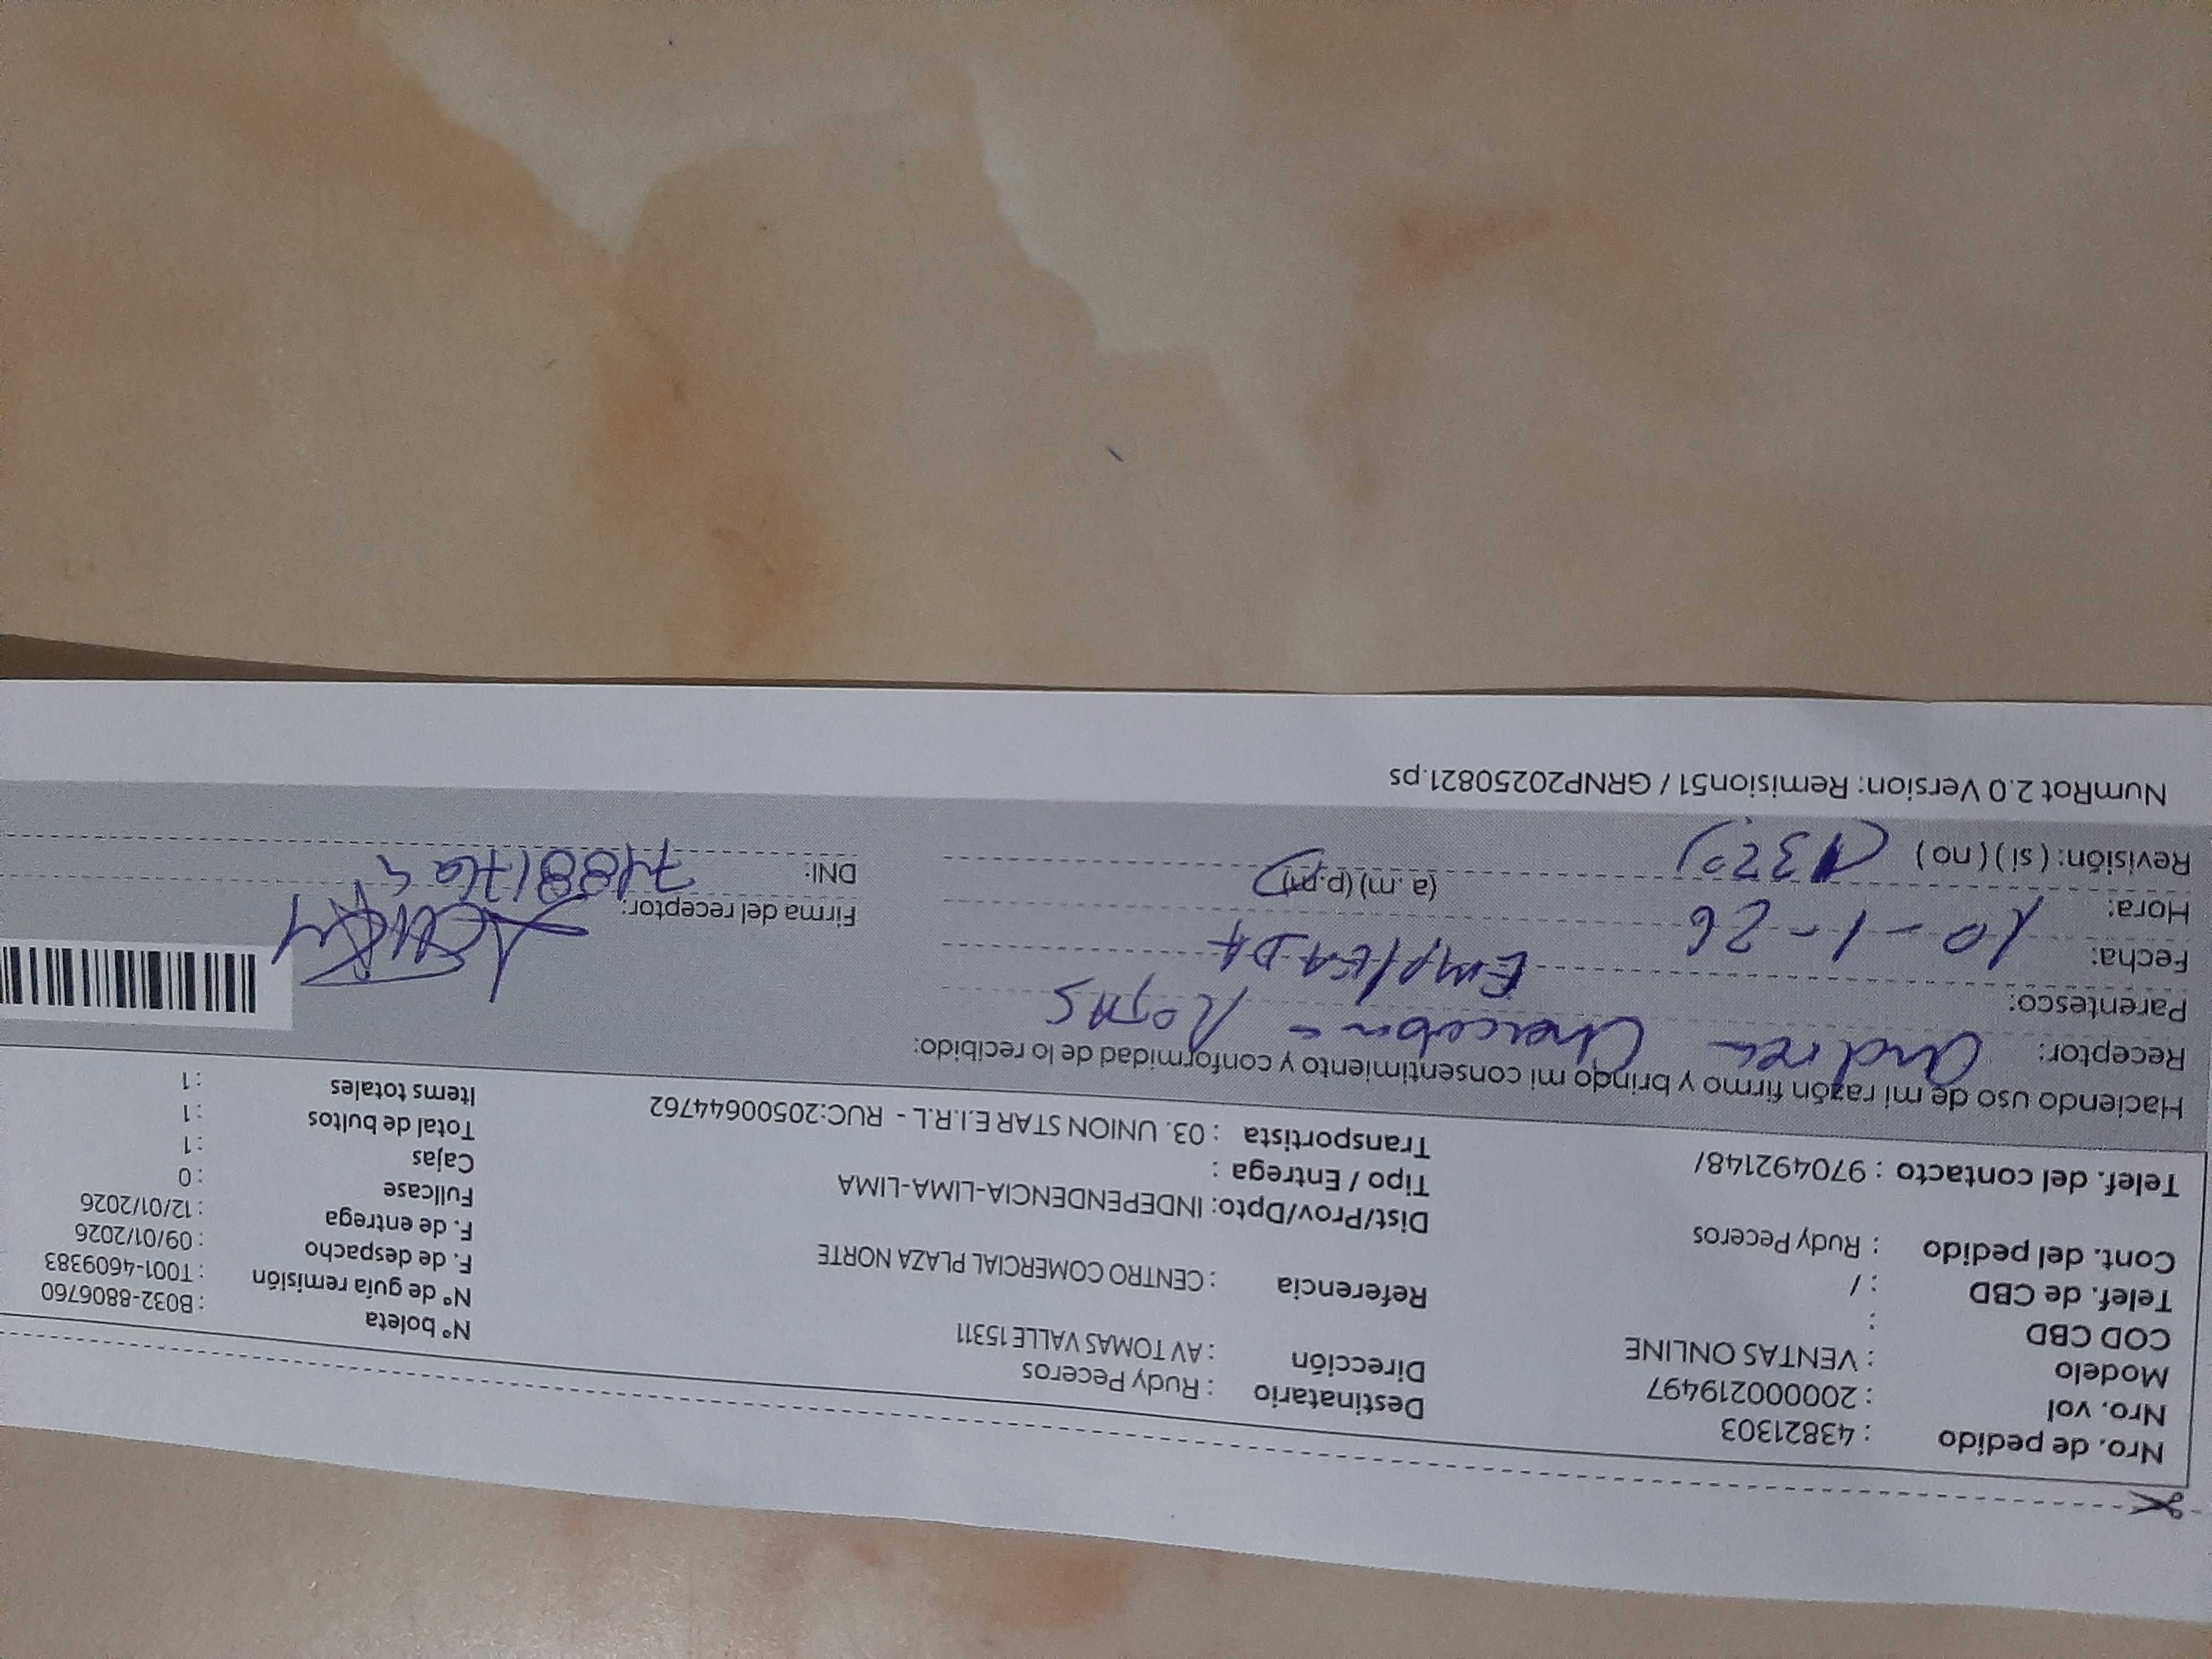 Nro. de pedido : 43821303
Nro. vol : 2000000219497
Modelo : VENTAS ONLINE
COD CBD :
Telef. de CBD : /
Cont. del pedido : Rudy Peceros
Telef. del contacto : 970492148/
Destinatario : Rudy Peceros
Dirección : AV TOMAS VALLE 15311
Referencia : CENTRO COMERCIAL PLAZA NORTE
Dist/Prov/Dpto: INDEPENDENCIA-LIMA-LIMA
Tipo / Entrega :
Transportista : 03. UNION STAR E.I.R.L - RUC:20500644762
Nº boleta : B032-8806760
Nº de guía remisión : T001-4609383
F. de despacho : 09/01/2026
F. de entrega : 12/01/2026
Fullcase : 0
Cajas : 1
Total de bultos : 1
Items totales : 1
Haciendo uso de mi razón firmo y brindo mi consentimiento y conformidad de lo recibido:
Receptor: Andrea Rojas
Parentesco: EmplEADA
Fecha: 10-1-26
Hora: (a.m) (p.m)
Revisión: (si) (no)
Firma del receptor:
DNI:
NumRot 2.0 Version: Remision51 / GRNP20250821.ps